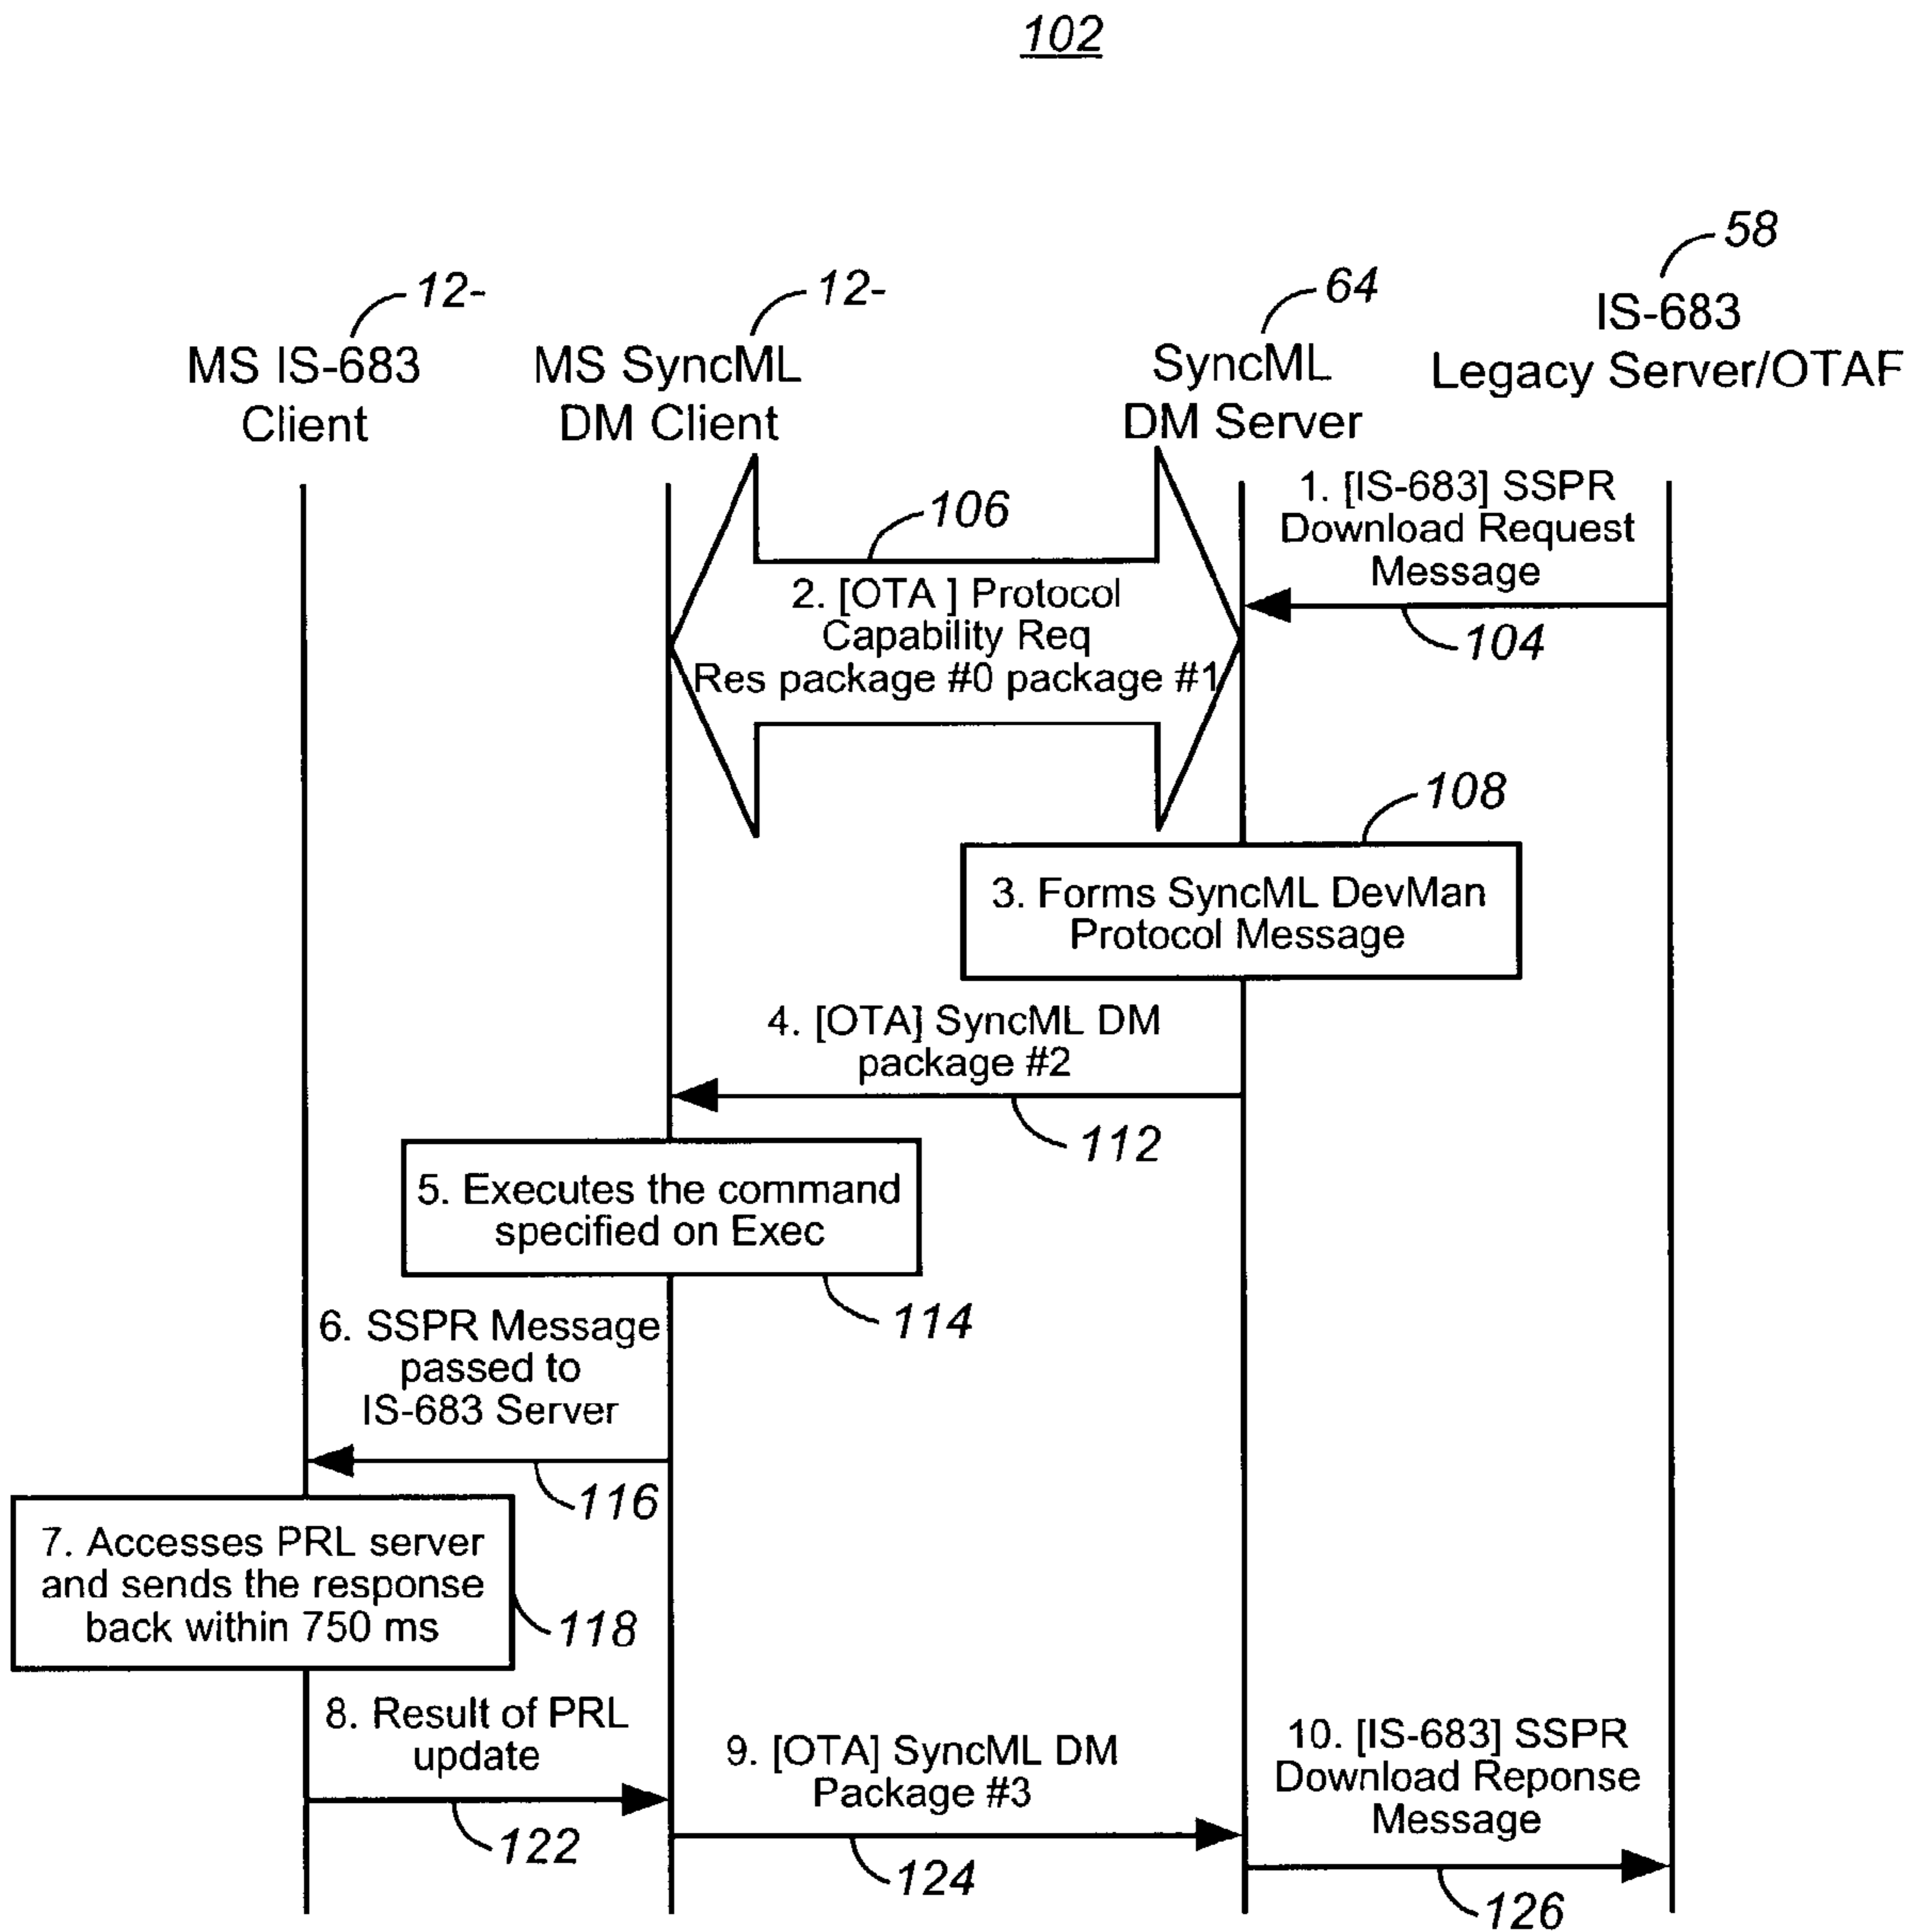 102
12-
MS IS-683
Client
12-
MS SyncML
DM Client
64
SyncML
DM Server
58
IS-683
Legacy Server/OTAF
1. [IS-683] SSPR
Download Request
Message
104
106
2. [OTA ] Protocol
Capability Req
Res package #0 package #1
108
3. Forms SyncML DevMan
Protocol Message
4. [OTA] SyncML DM
package #2
112
5. Executes the command
specified on Exec
114
6. SSPR Message
passed to
IS-683 Server
116
7. Accesses PRL server
and sends the response
back within 750 ms
118
8. Result of PRL
update
122
9. [OTA] SyncML DM
Package #3
124
10. [IS-683] SSPR
Download Reponse
Message
126